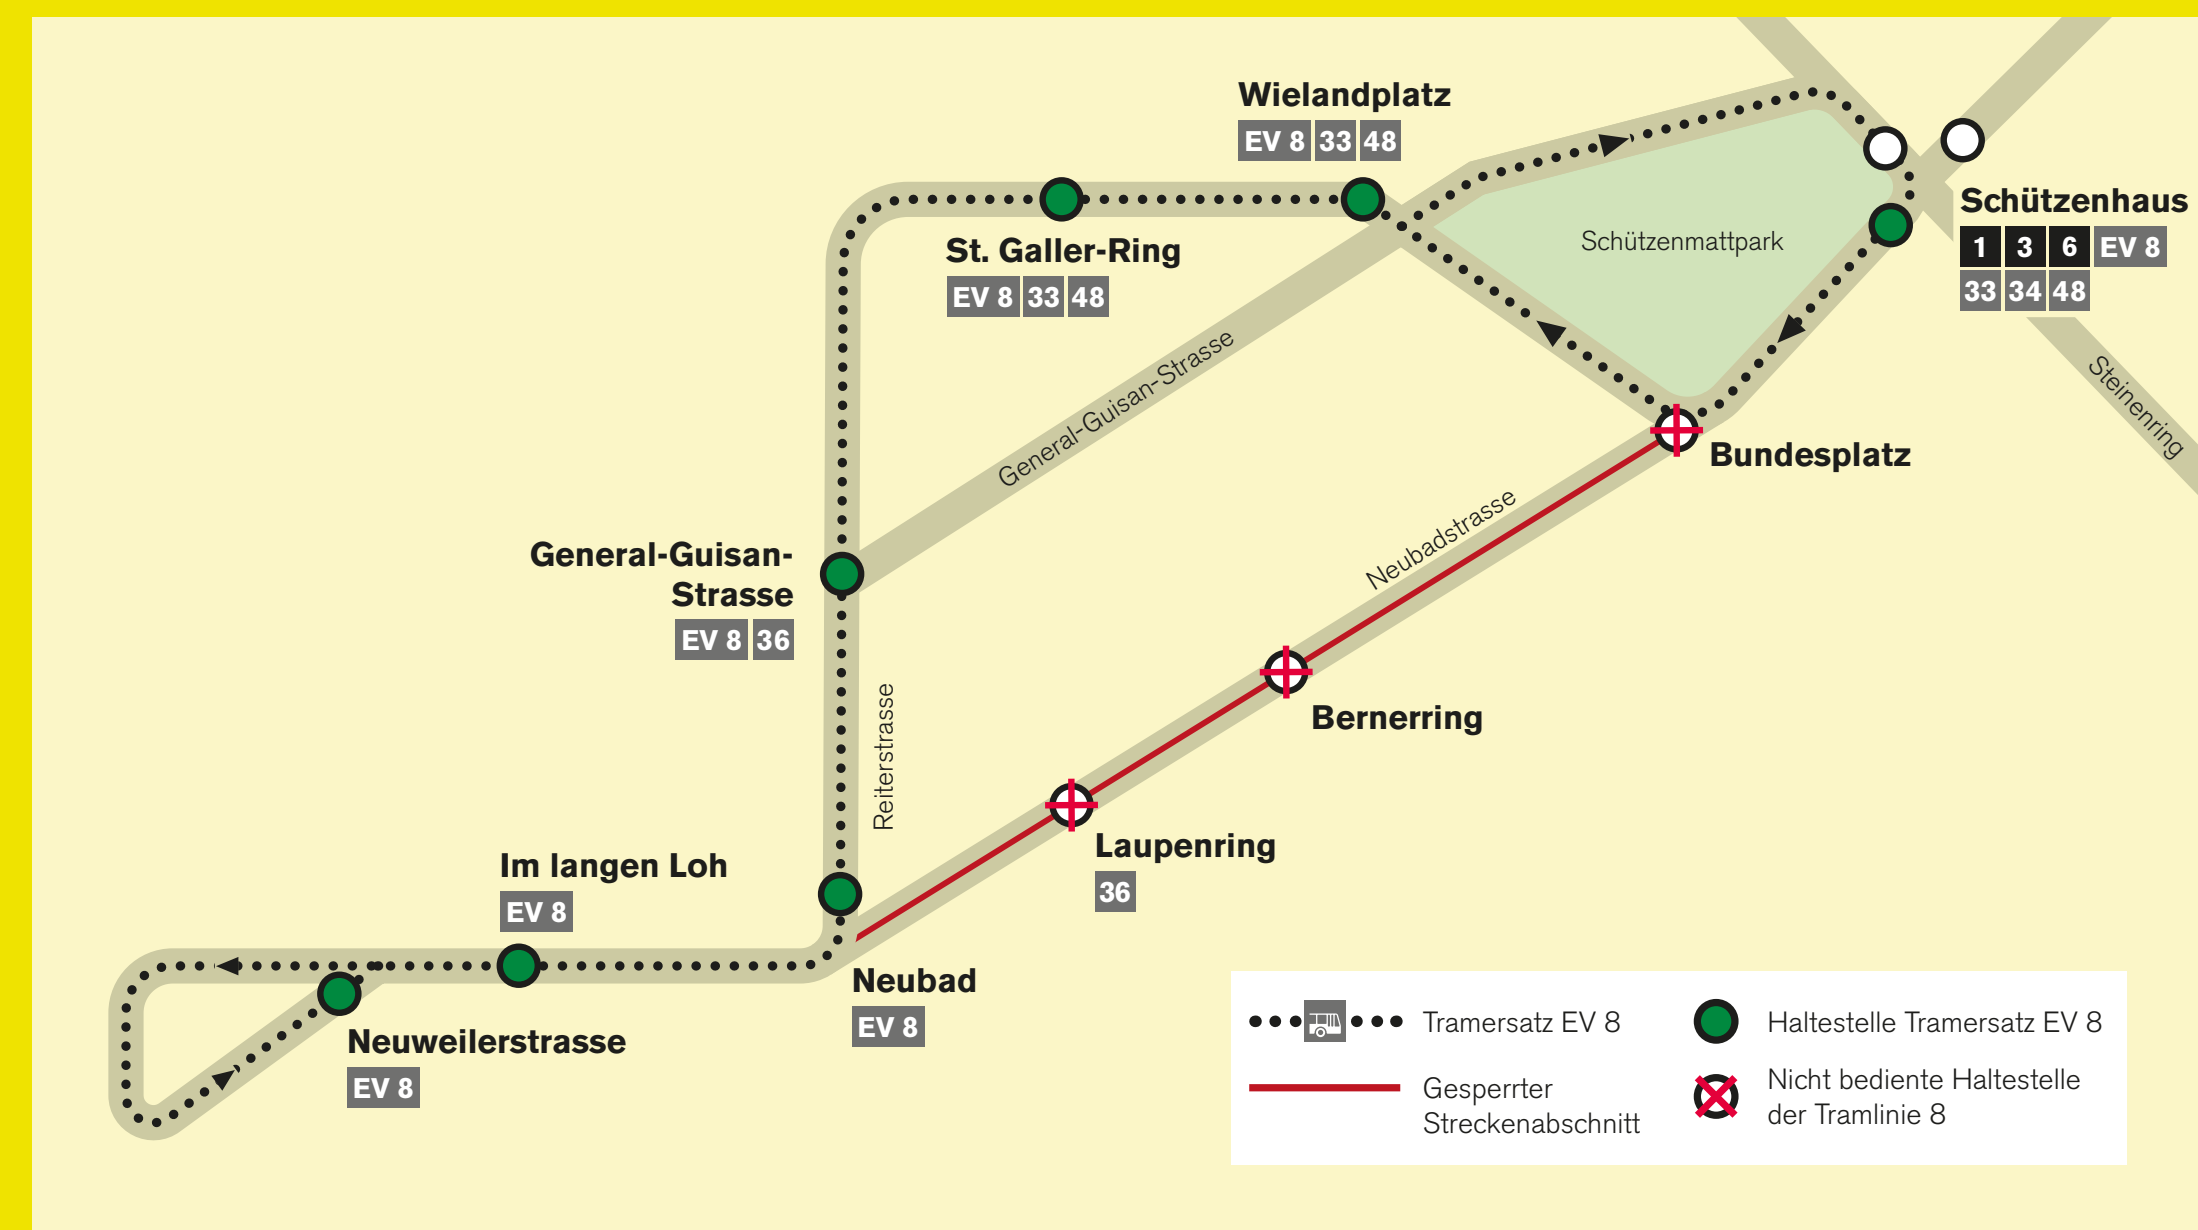 Wielandplatz
EV 8 33 48
St. Galler-Ring
EV 8 33 48
Schützenmattpark
Schützenhaus
1 3 6 EV 8
33 34 48
Steinenring
General-Guisan-Strasse
Bundesplatz
Neubadstrasse
General-Guisan-
Strasse
EV 8 36
Reiterstrasse
Bernerring
Laupenring
36
Im langen Loh
EV 8
Neubad
EV 8
Neuweilerstrasse
EV 8
Tramersatz EV 8
Haltestelle Tramersatz EV 8
Gesperrter
Streckenabschnitt
Nicht bediente Haltestelle
der Tramlinie 8